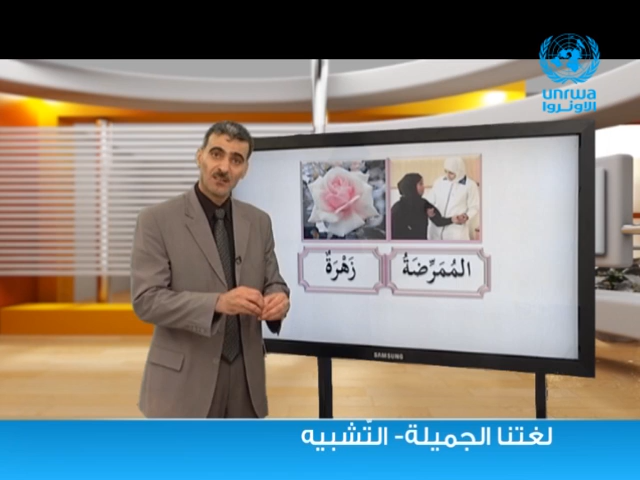 unrwa
الأونروا
المُمَرِّضَةُ
زَهْرَةٌ
SAMSUNG
لغتنا الجميلة- التّشبيه